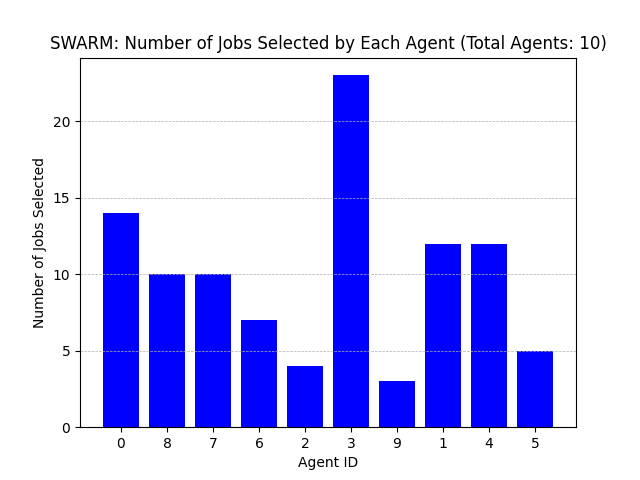 SWARM: Number of Jobs Selected by Each Agent (Total Agents: 10)
Number of Jobs Selected
20
15
10
5
0
0 8 7 6 2 3 9 1 4 5
Agent ID